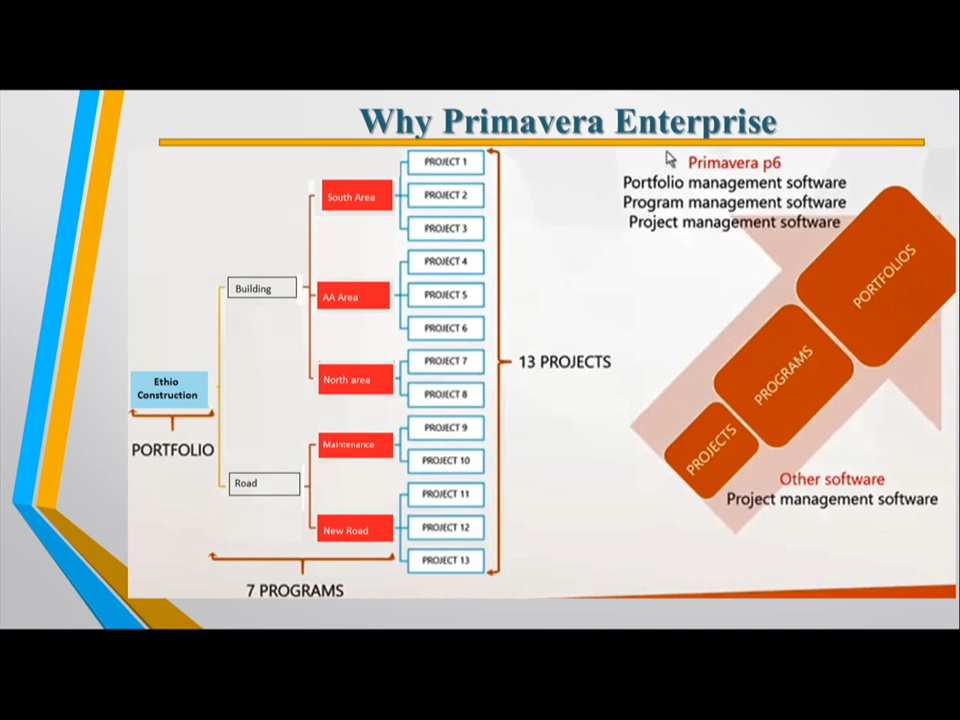 Why Primavera Enterprise
Primavera p6
Portfolio management software
Program management software
Project management software
PROJECT 1
PROJECT 2
PROJECT 3
PROJECT 4
PROJECT 5
PROJECT 6
PROJECT 7
PROJECT 8
PROJECT 9
PROJECT 10
PROJECT 11
PROJECT 12
PROJECT 13
South Area
AA Area
North area
Maintenance
New Road
Building
Road
Ethio
Construction
PORTFOLIO
7 PROGRAMS
13 PROJECTS
PORTFOLIOS
PROGRAMS
PROJECTS
Other software
Project management software